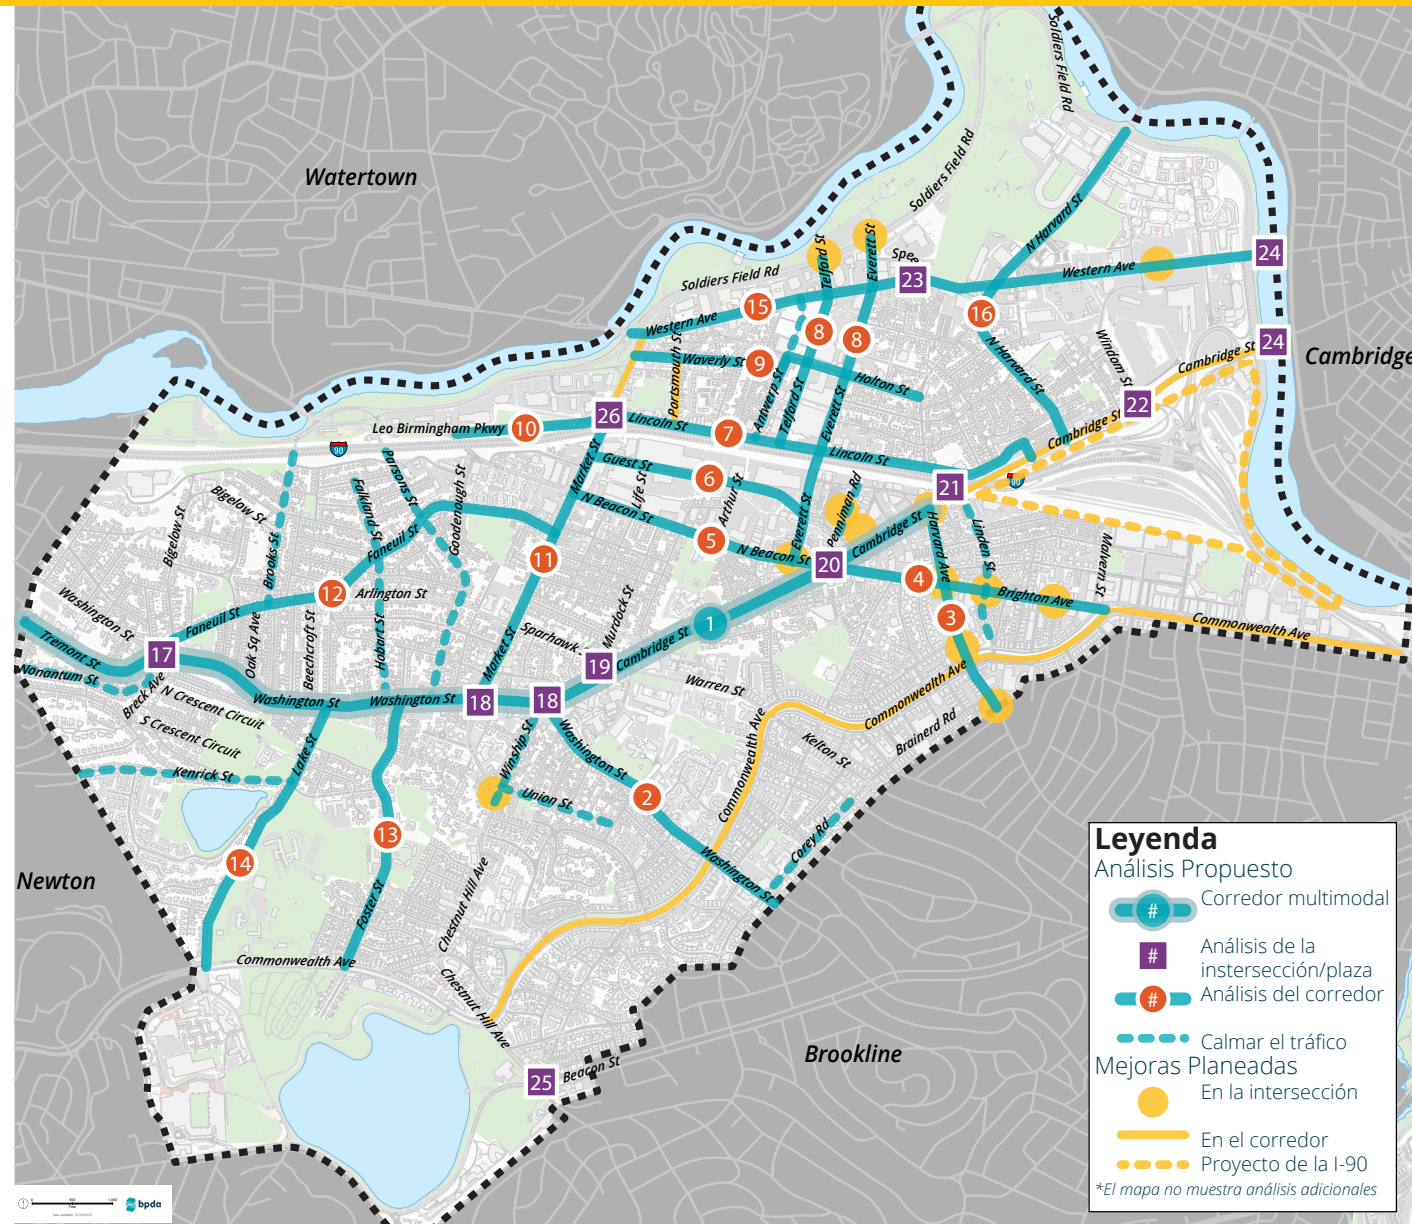 Soldiers Field Rd
Watertown
Soldiers Field Rd
N Harvard St
Telford St
Everett St
Spee
23
24
Soldiers Field Rd
Western Ave
15
Western Ave
16
8
8
24
Cambridge
Portsmouth St
Waverly St
9
Holton St
N Harvard St
Windom St
Cambridge St
Antwerp St
Telford St
Everett St
22
26
Lincoln St
7
Leo Birmingham Pkwy
10
Cambridge St
90
Market St
Guest St
Lincoln St
Parsons St
Goodenough St
6
Life St
Arthur St
Penniman Rd
21
90
Bigelow St
Falkland St
N Beacon St
Everett St
Bigelow St
Brooks St
Faneuil St
5
N Beacon St
Cambridge St
Harvard Ave
Linden St
Malvern St
11
20
4
Brighton Ave
12
Arlington St
Washington St
Faneuil St
Oak Sq Ave
Beechcroft St
Hobart St
Market St
Sparhawk
Murdock St
1
3
Commonwealth Ave
Tremont St
17
19
Cambridge St
Nonantum St
Breck Ave
N Crescent Circuit
Washington St
Washington St
18
18
Warren St
Commonwealth Ave
S Crescent Circuit
Lake St
Winship St
Washington St
Commonwealth Ave
Kelton St
Brainerd Rd
Kenrick St
Union St
2
13
14
Corey Rd
Washington St
Newton
Foster St
Chestnut Hill Ave
Commonwealth Ave
Chestnut Hill Ave
Brookline
25
Beacon St
Leyenda
Análisis Propuesto
# Corredor multimodal
# Análisis de la
instersección/plaza
# Análisis del corredor
Calmar el tráfico
Mejoras Planeadas
En la intersección
En el corredor
Proyecto de la I-90
*El mapa no muestra análisis adicionales
bpda